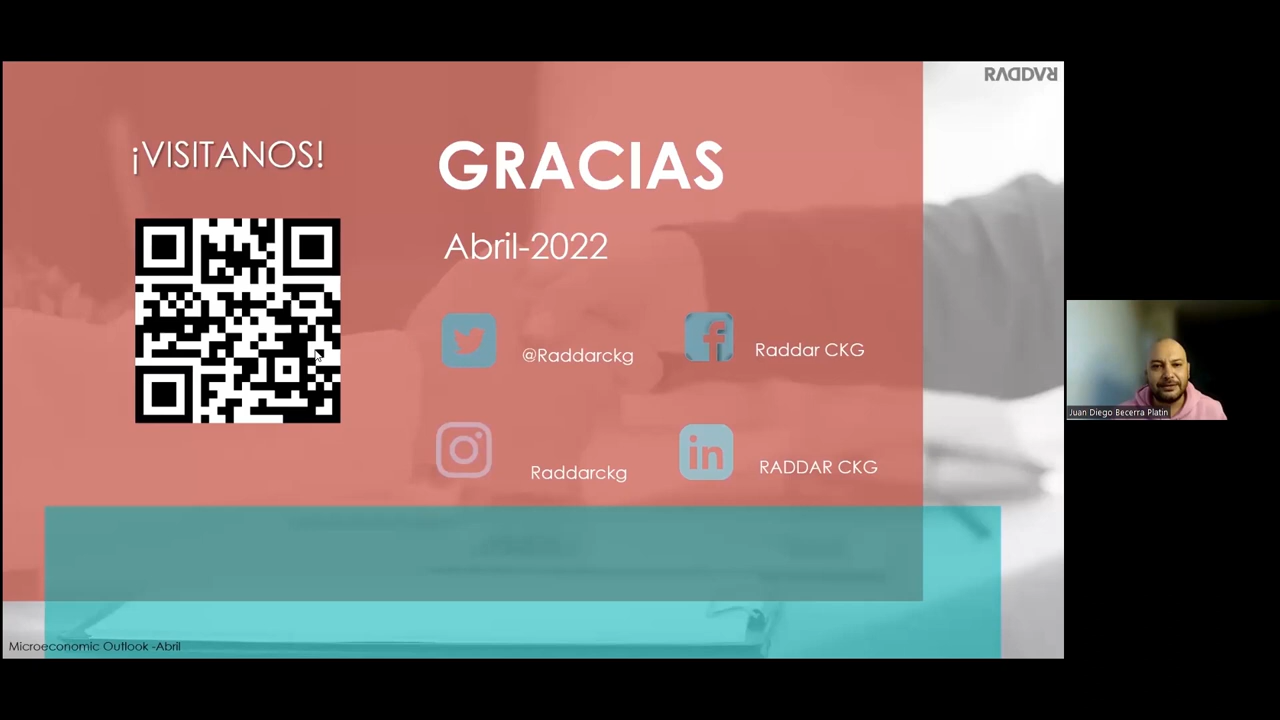 RADDAR
¡VISITANOS!
GRACIAS
Abril-2022
@Raddarckg
Raddar CKG
Raddarckg
RADDAR CKG
Juan Diego Becerra Platin
Microeconomic Outlook -Abril